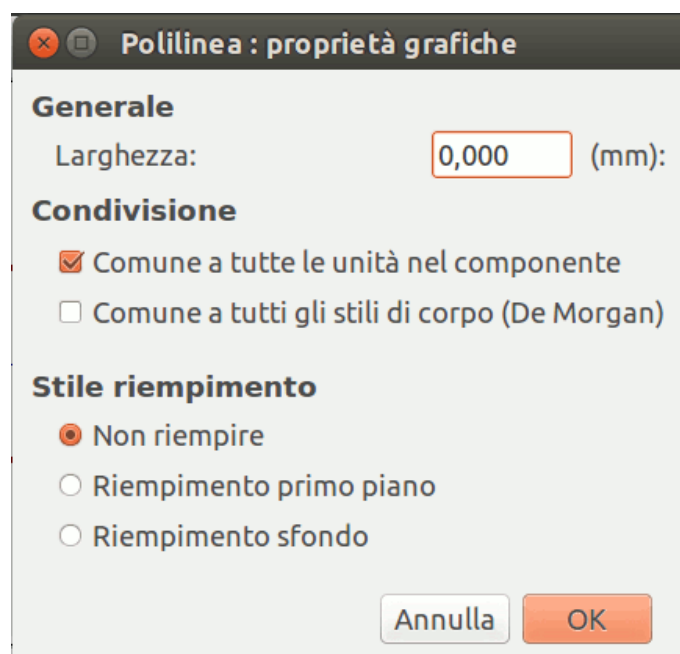 Polilinea : proprietà grafiche
Generale
Larghezza: 0,000 (mm):
Condivisione
Comune a tutte le unità nel componente
Comune a tutti gli stili di corpo (De Morgan)
Stile riempimento
Non riempire
Riempimento primo piano
Riempimento sfondo
Annulla OK